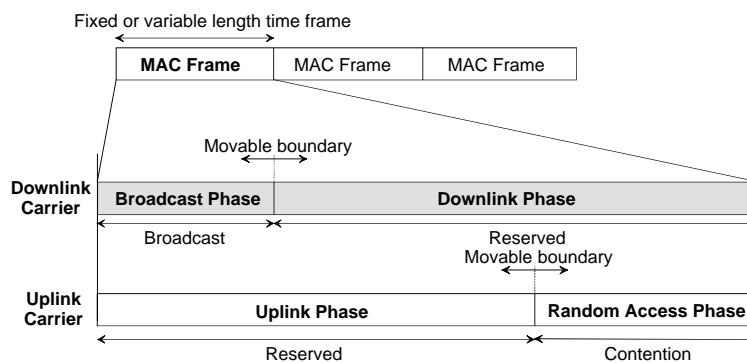 Fixed or variable length time frame
MAC Frame MAC Frame MAC Frame
Movable boundary
Downlink Carrier
Broadcast Phase Downlink Phase
Broadcast Reserved
Movable boundary
Uplink Carrier
Uplink Phase Random Access Phase
Reserved Contention